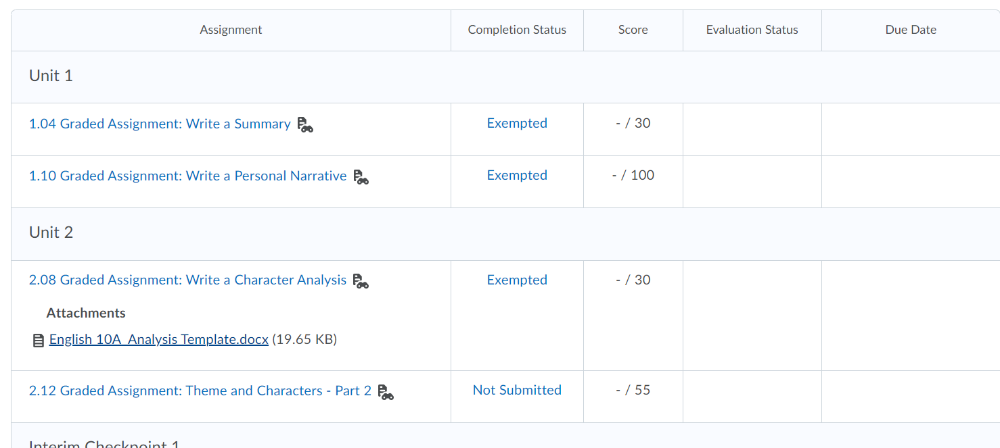 Assignment Completion Status Score Evaluation Status Due Date
Unit 1
1.04 Graded Assignment: Write a Summary Exempted - / 30
1.10 Graded Assignment: Write a Personal Narrative Exempted - / 100
Unit 2
2.08 Graded Assignment: Write a Character Analysis Exempted - / 30
Attachments
English 10A_Analysis Template.docx (19.65 KB)
2.12 Graded Assignment: Theme and Characters - Part 2 Not Submitted - / 55
Interim Checkpoint 1